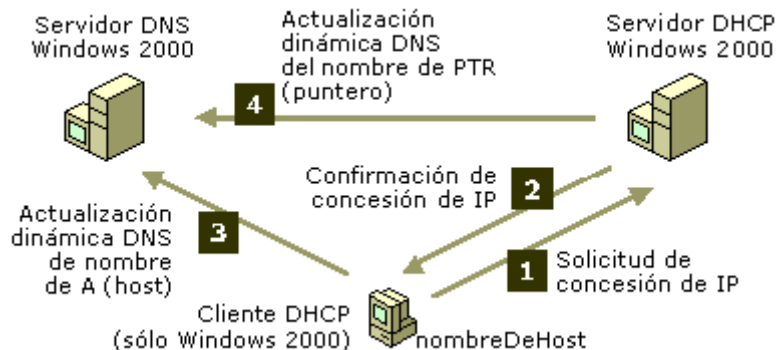 Servidor DNS
Windows 2000
Actualización
dinámica DNS
del nombre de PTR
(puntero)
Servidor DHCP
Windows 2000
4
Confirmación de
concesión de IP
2
Actualización
dinámica DNS
de nombre
de A (host)
3
1
Solicitud de
concesión de IP
Cliente DHCP
(sólo Windows 2000)
nombreDeHost